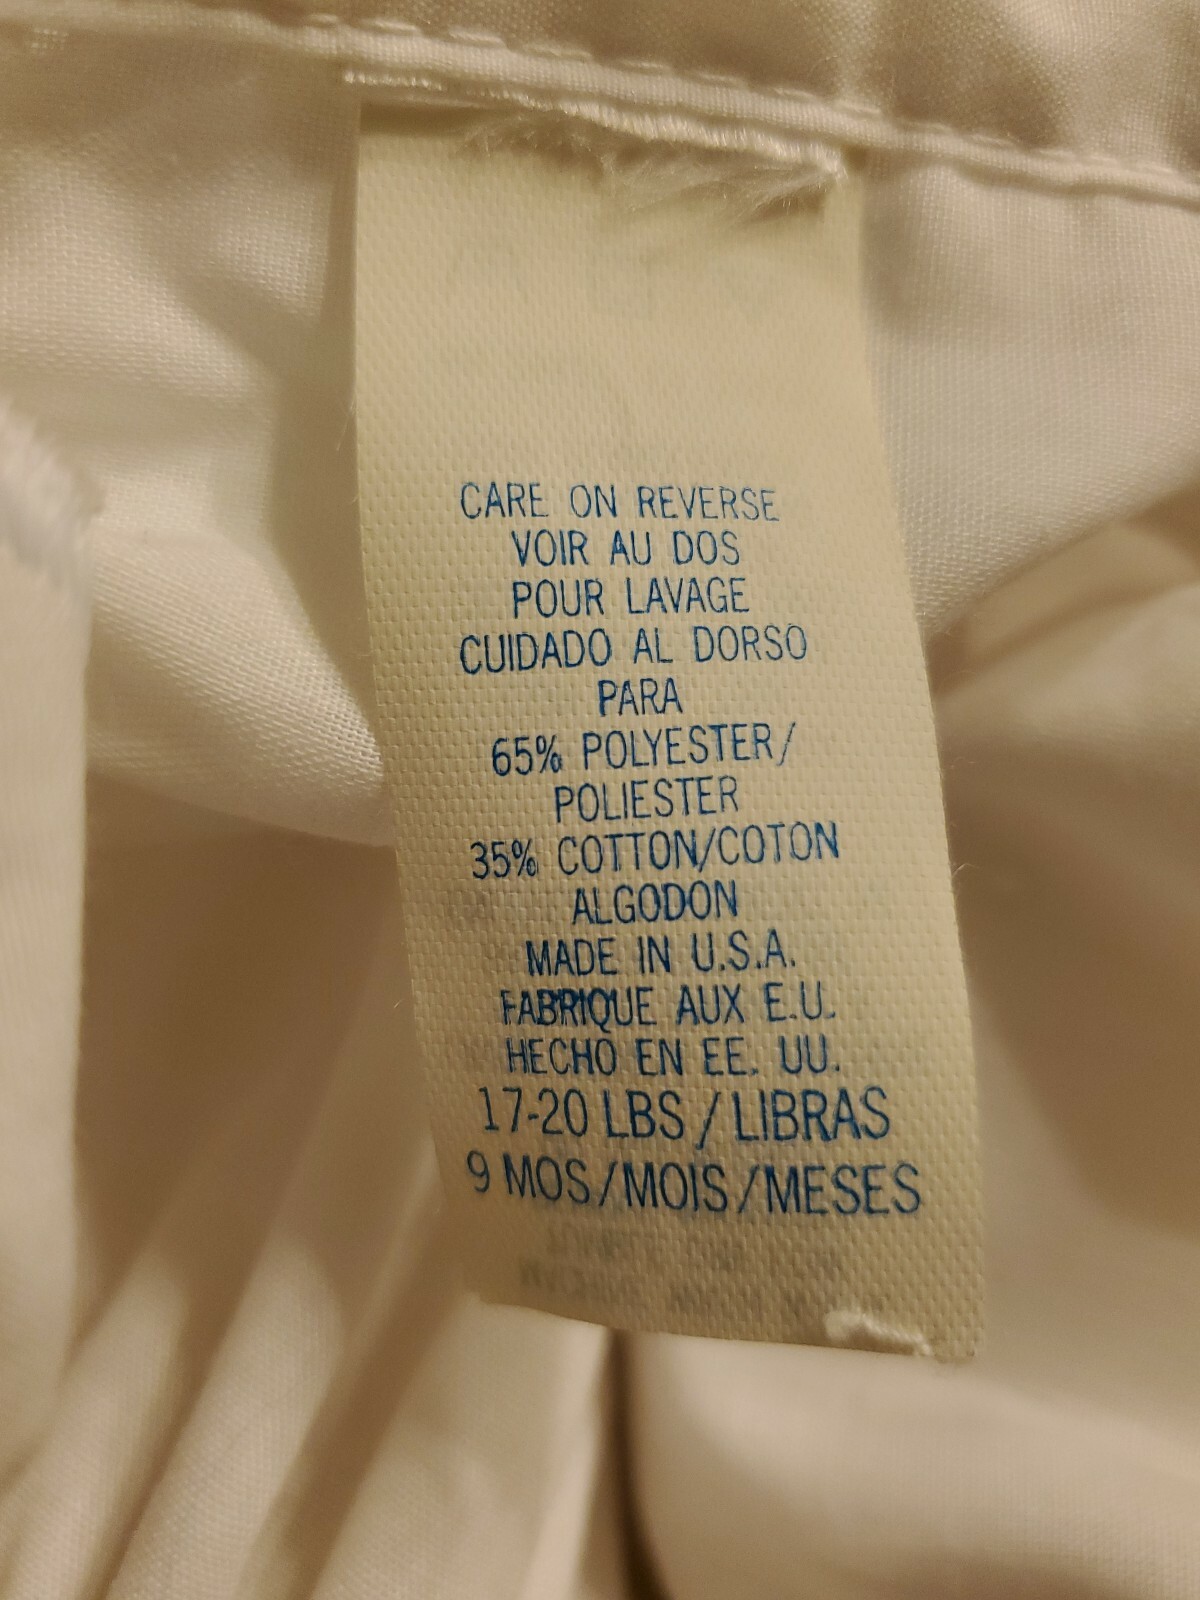 CARE ON REVERSE
VOIR AU DOS
POUR LAVAGE
CUIDADO AL DORSO
PARA
65% POLYESTER/
POLIESTER
35% COTTON/COTON
ALGODON
MADE IN U.S.A.
FABRIQUE AUX E.U.
HECHO EN EE. UU.
17-20 LBS / LIBRAS
9 MOS/MOIS/MESES